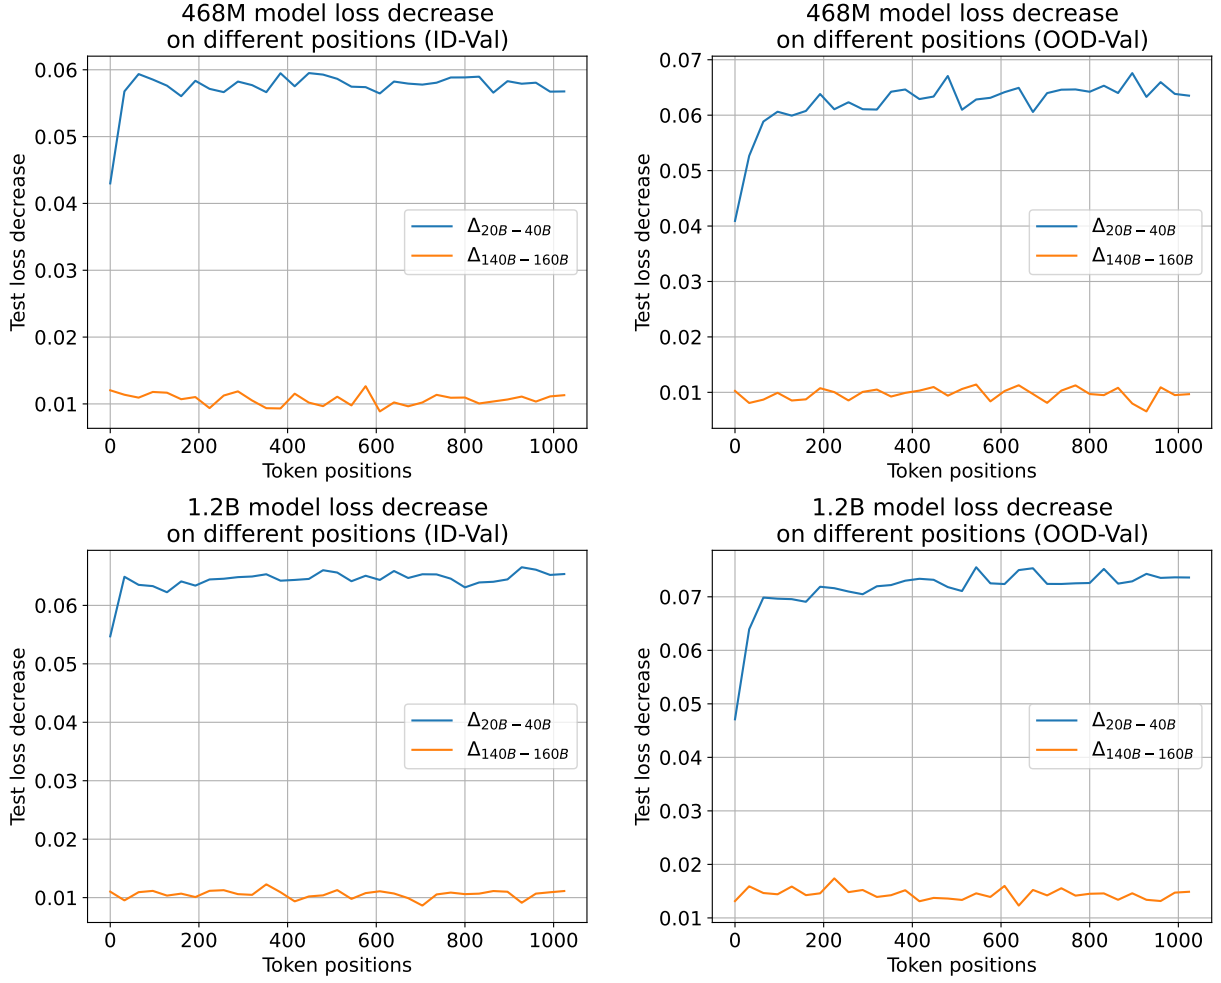 468M model loss decrease
on different positions (ID-Val)
Test loss decrease
0.06
0.05
0.04
0.03
0.02
0.01
Δ20B − 40B
Δ140B − 160B
0 200 400 600 800 1000
Token positions
468M model loss decrease
on different positions (OOD-Val)
Test loss decrease
0.07
0.06
0.05
0.04
0.03
0.02
0.01
Δ20B − 40B
Δ140B − 160B
0 200 400 600 800 1000
Token positions
1.2B model loss decrease
on different positions (ID-Val)
Test loss decrease
0.06
0.05
0.04
0.03
0.02
0.01
Δ20B − 40B
Δ140B − 160B
0 200 400 600 800 1000
Token positions
1.2B model loss decrease
on different positions (OOD-Val)
Test loss decrease
0.07
0.06
0.05
0.04
0.03
0.02
0.01
Δ20B − 40B
Δ140B − 160B
0 200 400 600 800 1000
Token positions